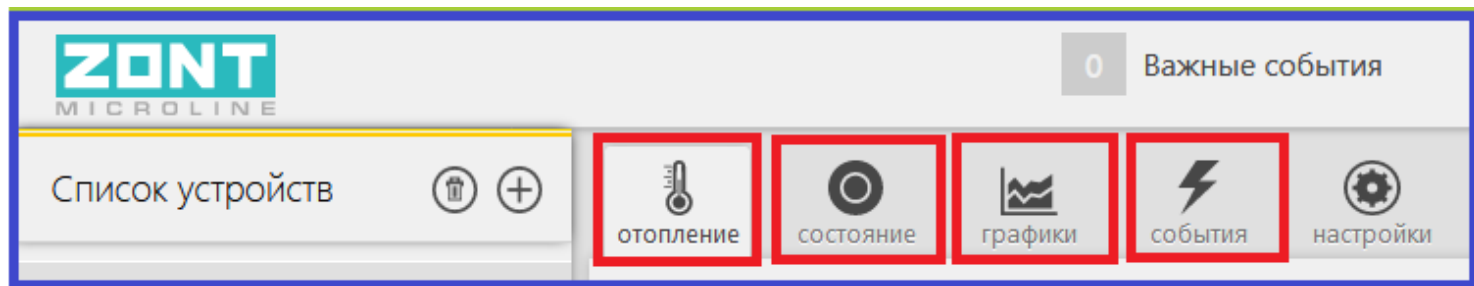 ZONT
MICROLINE
0 Важные события
Список устройств
отопление состояние графики события настройки